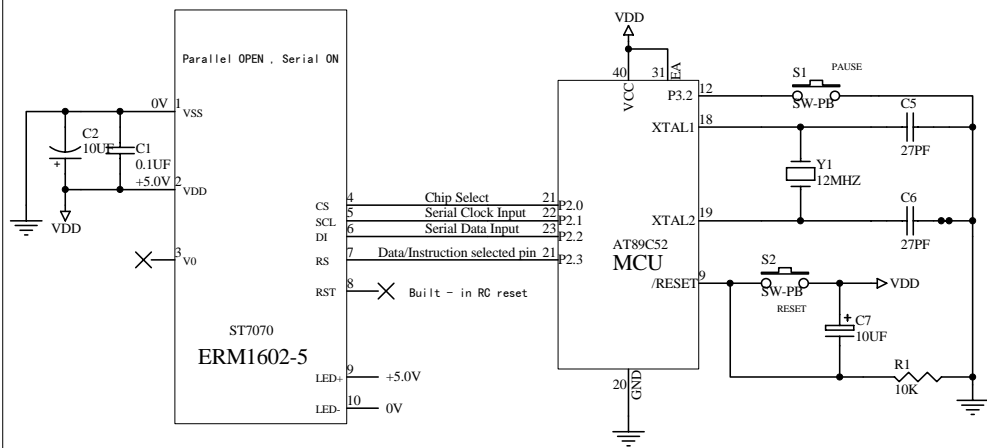 Parallel OPEN , Serial ON
0V 1 VSS
C2 10UF
C1 0.1UF
+5.0V 2 VDD
VDD
3 V0
CS 4 Chip Select 21 P2.0
SCL 5 Serial Clock Input 22 P2.1
DI 6 Serial Data Input 23 P2.2
RS 7 Data/Instruction selected pin 21 P2.3
RST 8 Built - in RC reset
ST7070
ERM1602-5
LED+ 9 +5.0V
LED- 10 0V
VDD
40 VCC
31 EA
P3.2 12
S1 PAUSE
SW-PB
XTAL1 18
C5
27PF
Y1
12MHZ
XTAL2 19
C6
27PF
AT89C52
MCU
/RESET 9
S2
SW-PB
RESET
VDD
C7
10UF
R1
10K
20 GND